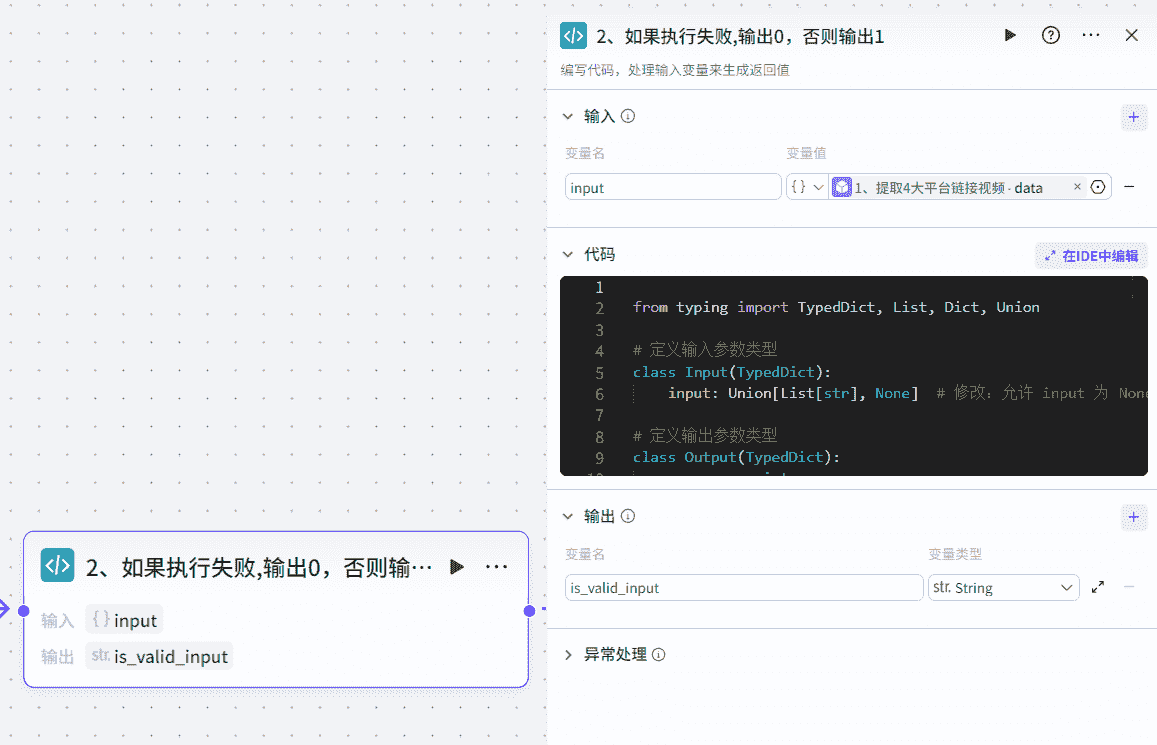 2、如果执行失败,输出0，否则输出1
编写代码，处理输入变量来生成返回值
输入
变量名 变量值
input { } 1、提取4大平台链接视频 - data
代码 在IDE中编辑
1
2 from typing import TypedDict, List, Dict, Union
3
4 # 定义输入参数类型
5 class Input(TypedDict):
6 input: Union[List[str], None] # 修改：允许 input 为 None
7
8 # 定义输出参数类型
9 class Output(TypedDict):
输出
变量名 变量类型
is_valid_input str. String
异常处理
2、如果执行失败,输出0，否则输···
输入 { } input
输出 str. is_valid_input